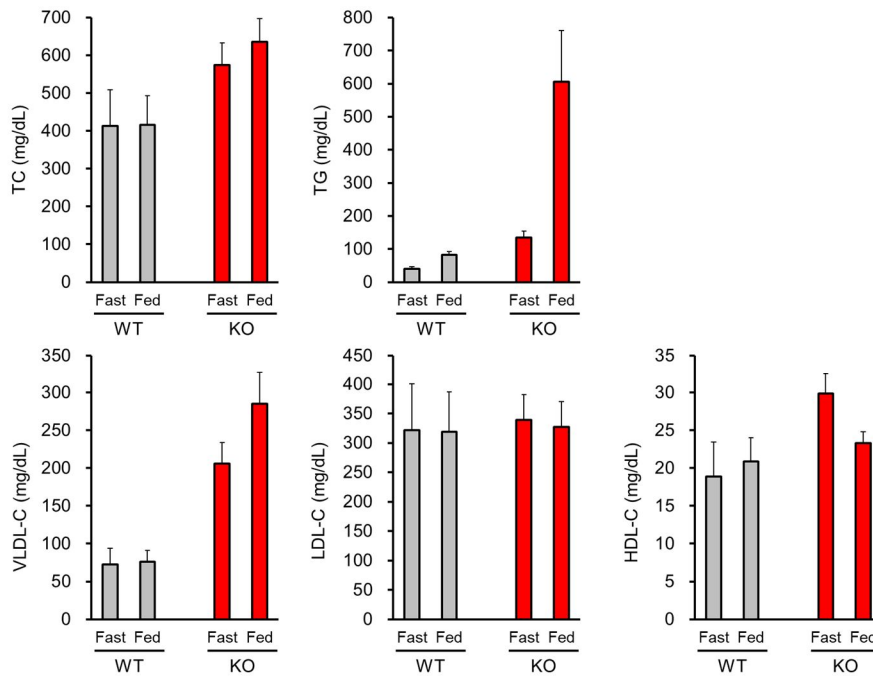 TC (mg/dL)
700
600
500
400
300
200
100
0
Fast Fed Fast Fed
WT KO
TG (mg/dL)
800
700
600
500
400
300
200
100
0
Fast Fed Fast Fed
WT KO
VLDL-C (mg/dL)
350
300
250
200
150
100
50
0
Fast Fed Fast Fed
WT KO
LDL-C (mg/dL)
450
400
350
300
250
200
150
100
50
0
Fast Fed Fast Fed
WT KO
HDL-C (mg/dL)
35
30
25
20
15
10
5
0
Fast Fed Fast Fed
WT KO